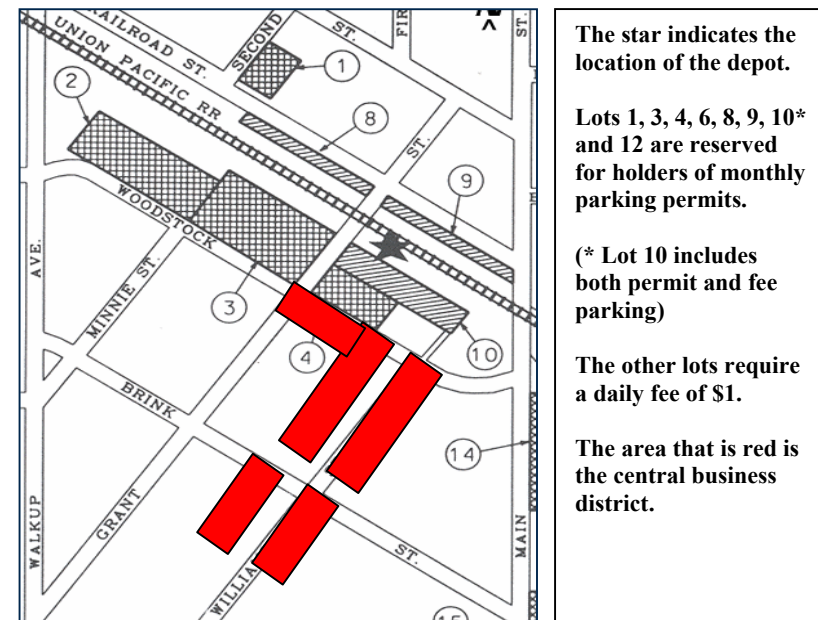 RAILROAD ST.
UNION PACIFIC RR
SECOND
ST.
FIR
ST.
ST.
1
2
8
9
WOODSTOCK
AVE.
MINNIE ST.
3
4
10
BRINK
ST.
14
GRANT
WALKUP
MAIN
WILLIA
15
The star indicates the
location of the depot.
Lots 1, 3, 4, 6, 8, 9, 10*
and 12 are reserved
for holders of monthly
parking permits.
(* Lot 10 includes
both permit and fee
parking)
The other lots require
a daily fee of $1.
The area that is red is
the central business
district.